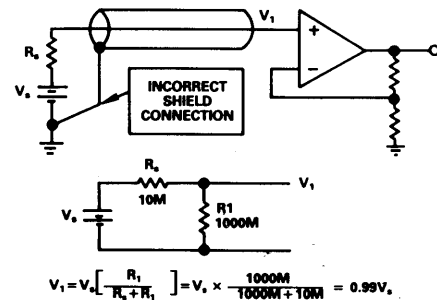 V₁
Rₛ
+
−
Vₛ
INCORRECT
SHIELD
CONNECTION
Rₛ
10M
V₁
Vₛ
R1
1000M
V₁ = Vₛ[ R₁ / Rₛ + R₁ ] = Vₛ × 1000M / 1000M + 10M = 0.99Vₛ